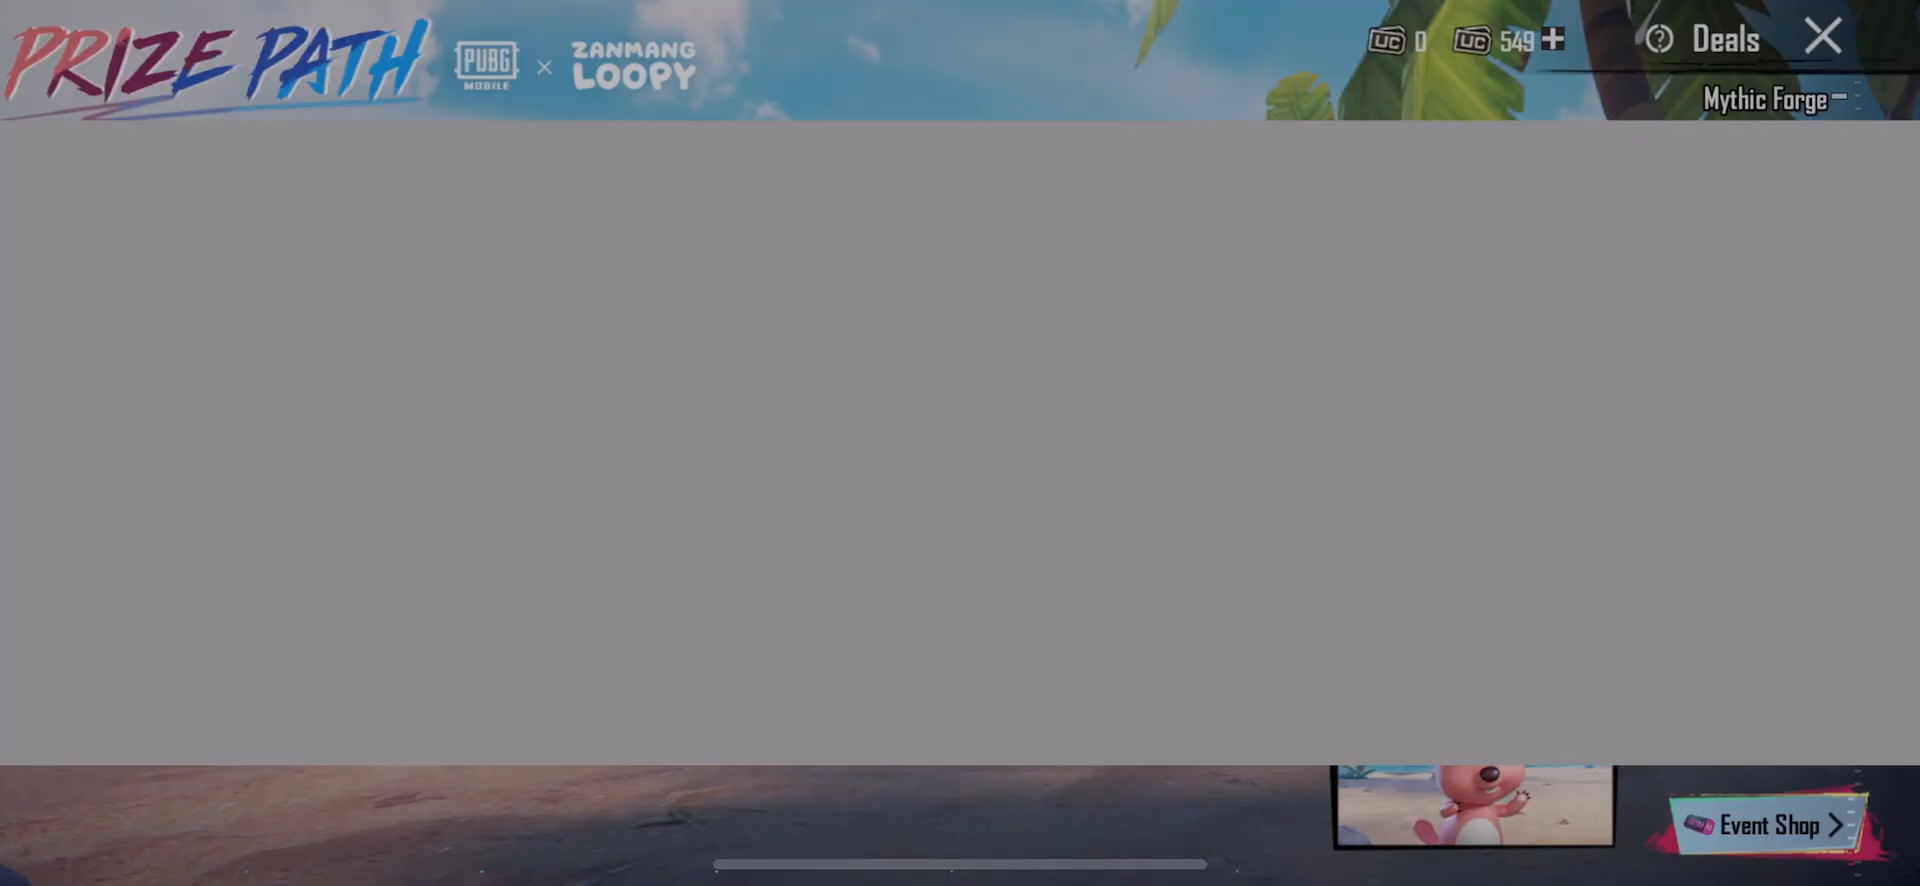 PRIZE PATH
PUBG MOBILE × ZANMANG LOOPY
UC 0 UC 549 + ? Deals
Mythic Forge
Event Shop